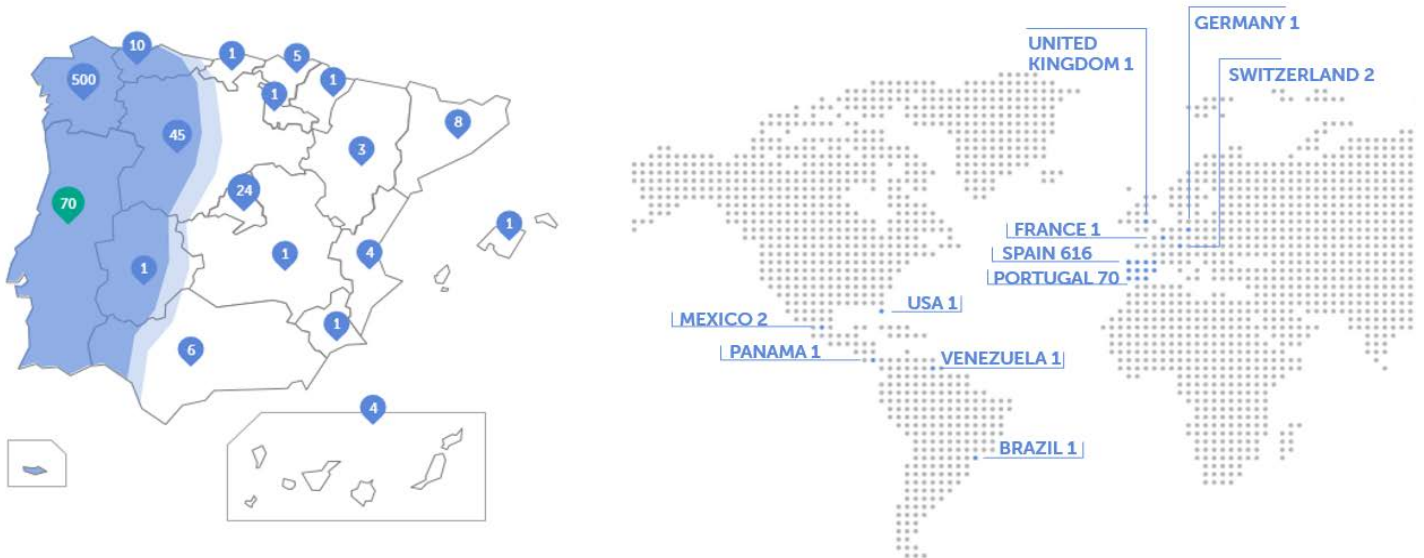 10
1
5
500
1
1
8
45
3
24
70
1
1
4
1
1
6
4
GERMANY 1
UNITED
KINGDOM 1
SWITZERLAND 2
FRANCE 1
SPAIN 616
PORTUGAL 70
USA 1
MEXICO 2
PANAMA 1
VENEZUELA 1
BRAZIL 1